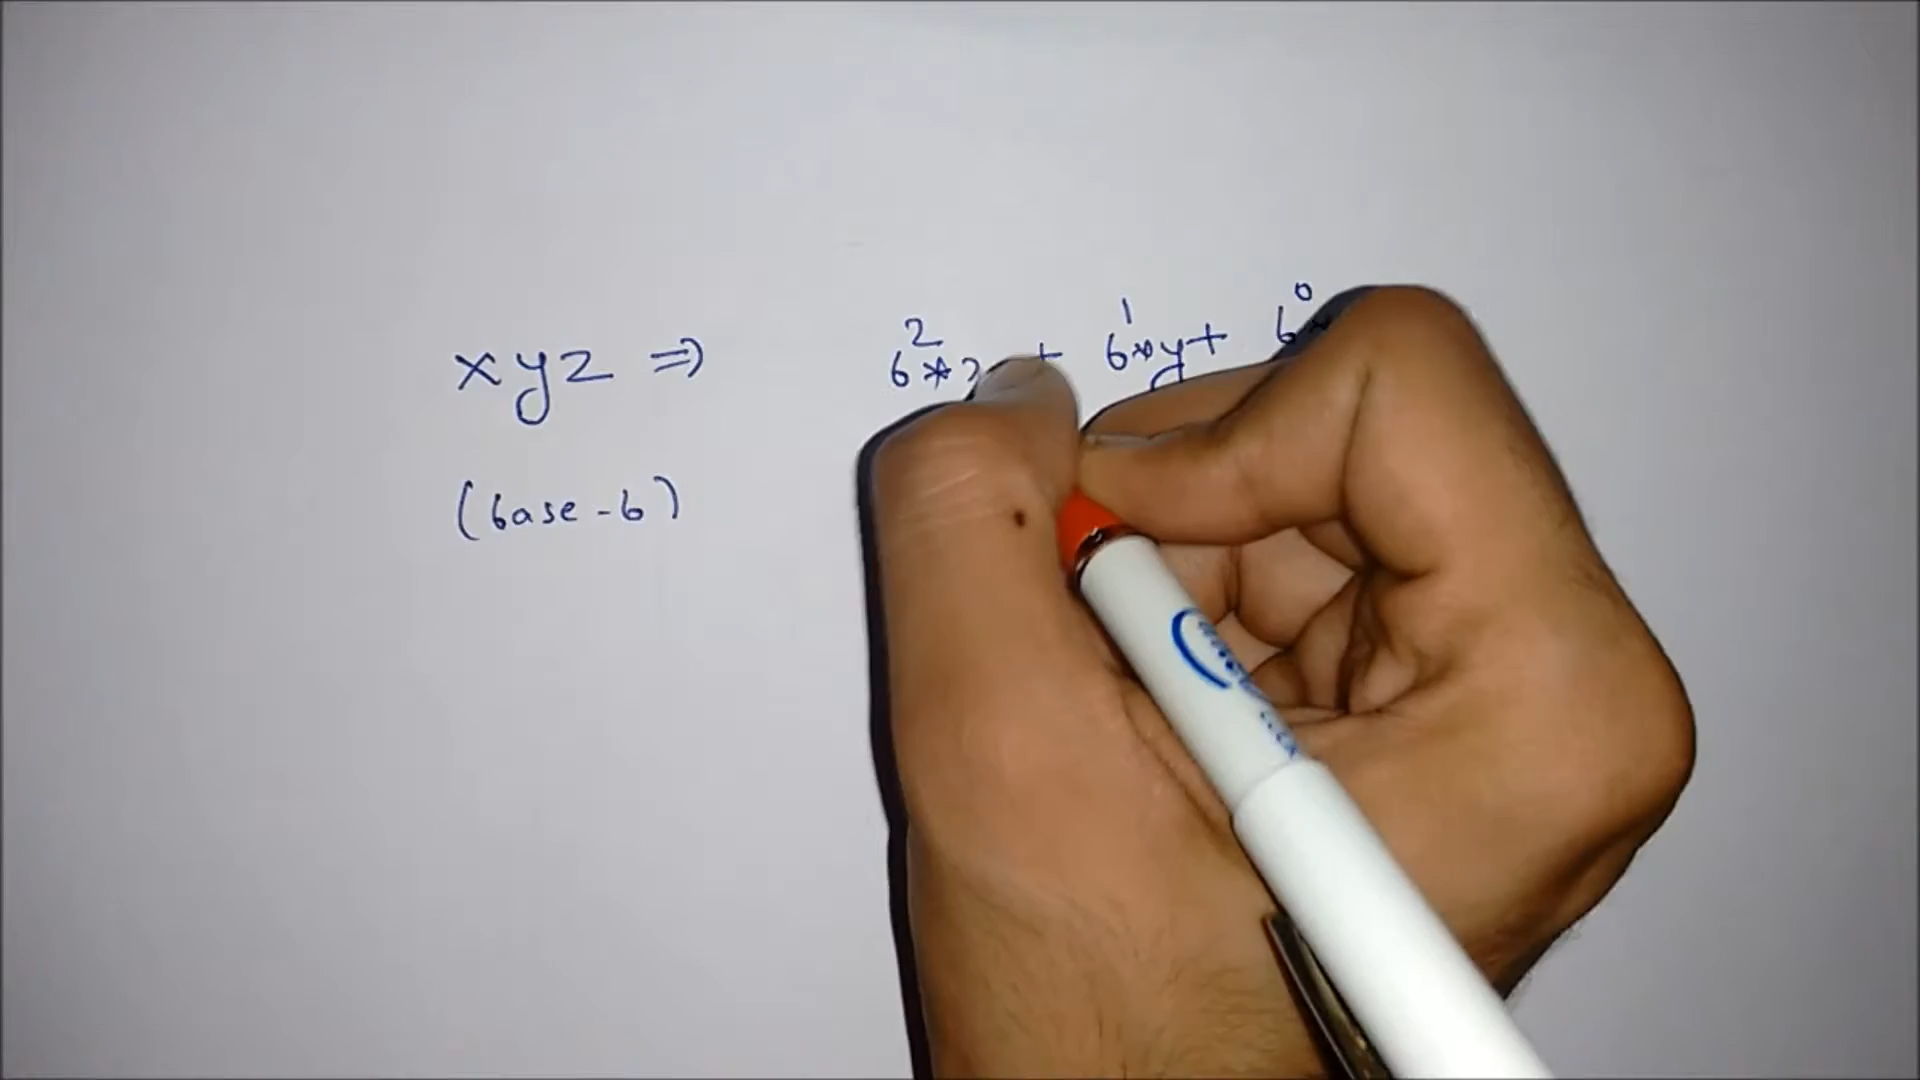 xyz ⇒ 6²*x + 6¹*y + 6⁰*
(base-6)